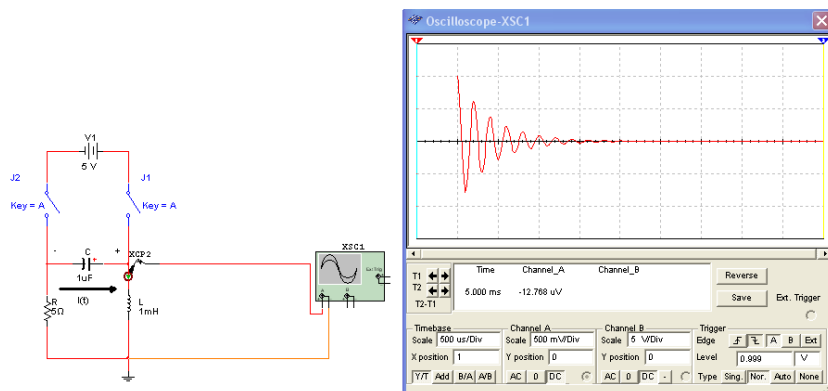 V1
5 V
J2
J1
Key = A
Key = A
-
C
+
XCP2
1uF
I(t)
R
5Ω
L
1mH
XSC1
Ext Trig
A
B
Oscilloscope-XSC1
T1
T2
T2-T1
Time
Channel_A
Channel_B
5.000 ms
-12.768 uV
Reverse
Save
Ext. Trigger
Timebase
Scale 500 us/Div
X position 1
Y/T Add B/A A/B
Channel A
Scale 500 mV/Div
Y position 0
AC 0 DC
Channel B
Scale 5 V/Div
Y position 0
AC 0 DC -
Trigger
Edge A B Ext
Level 0.999 V
Type Sing. Nor. Auto None